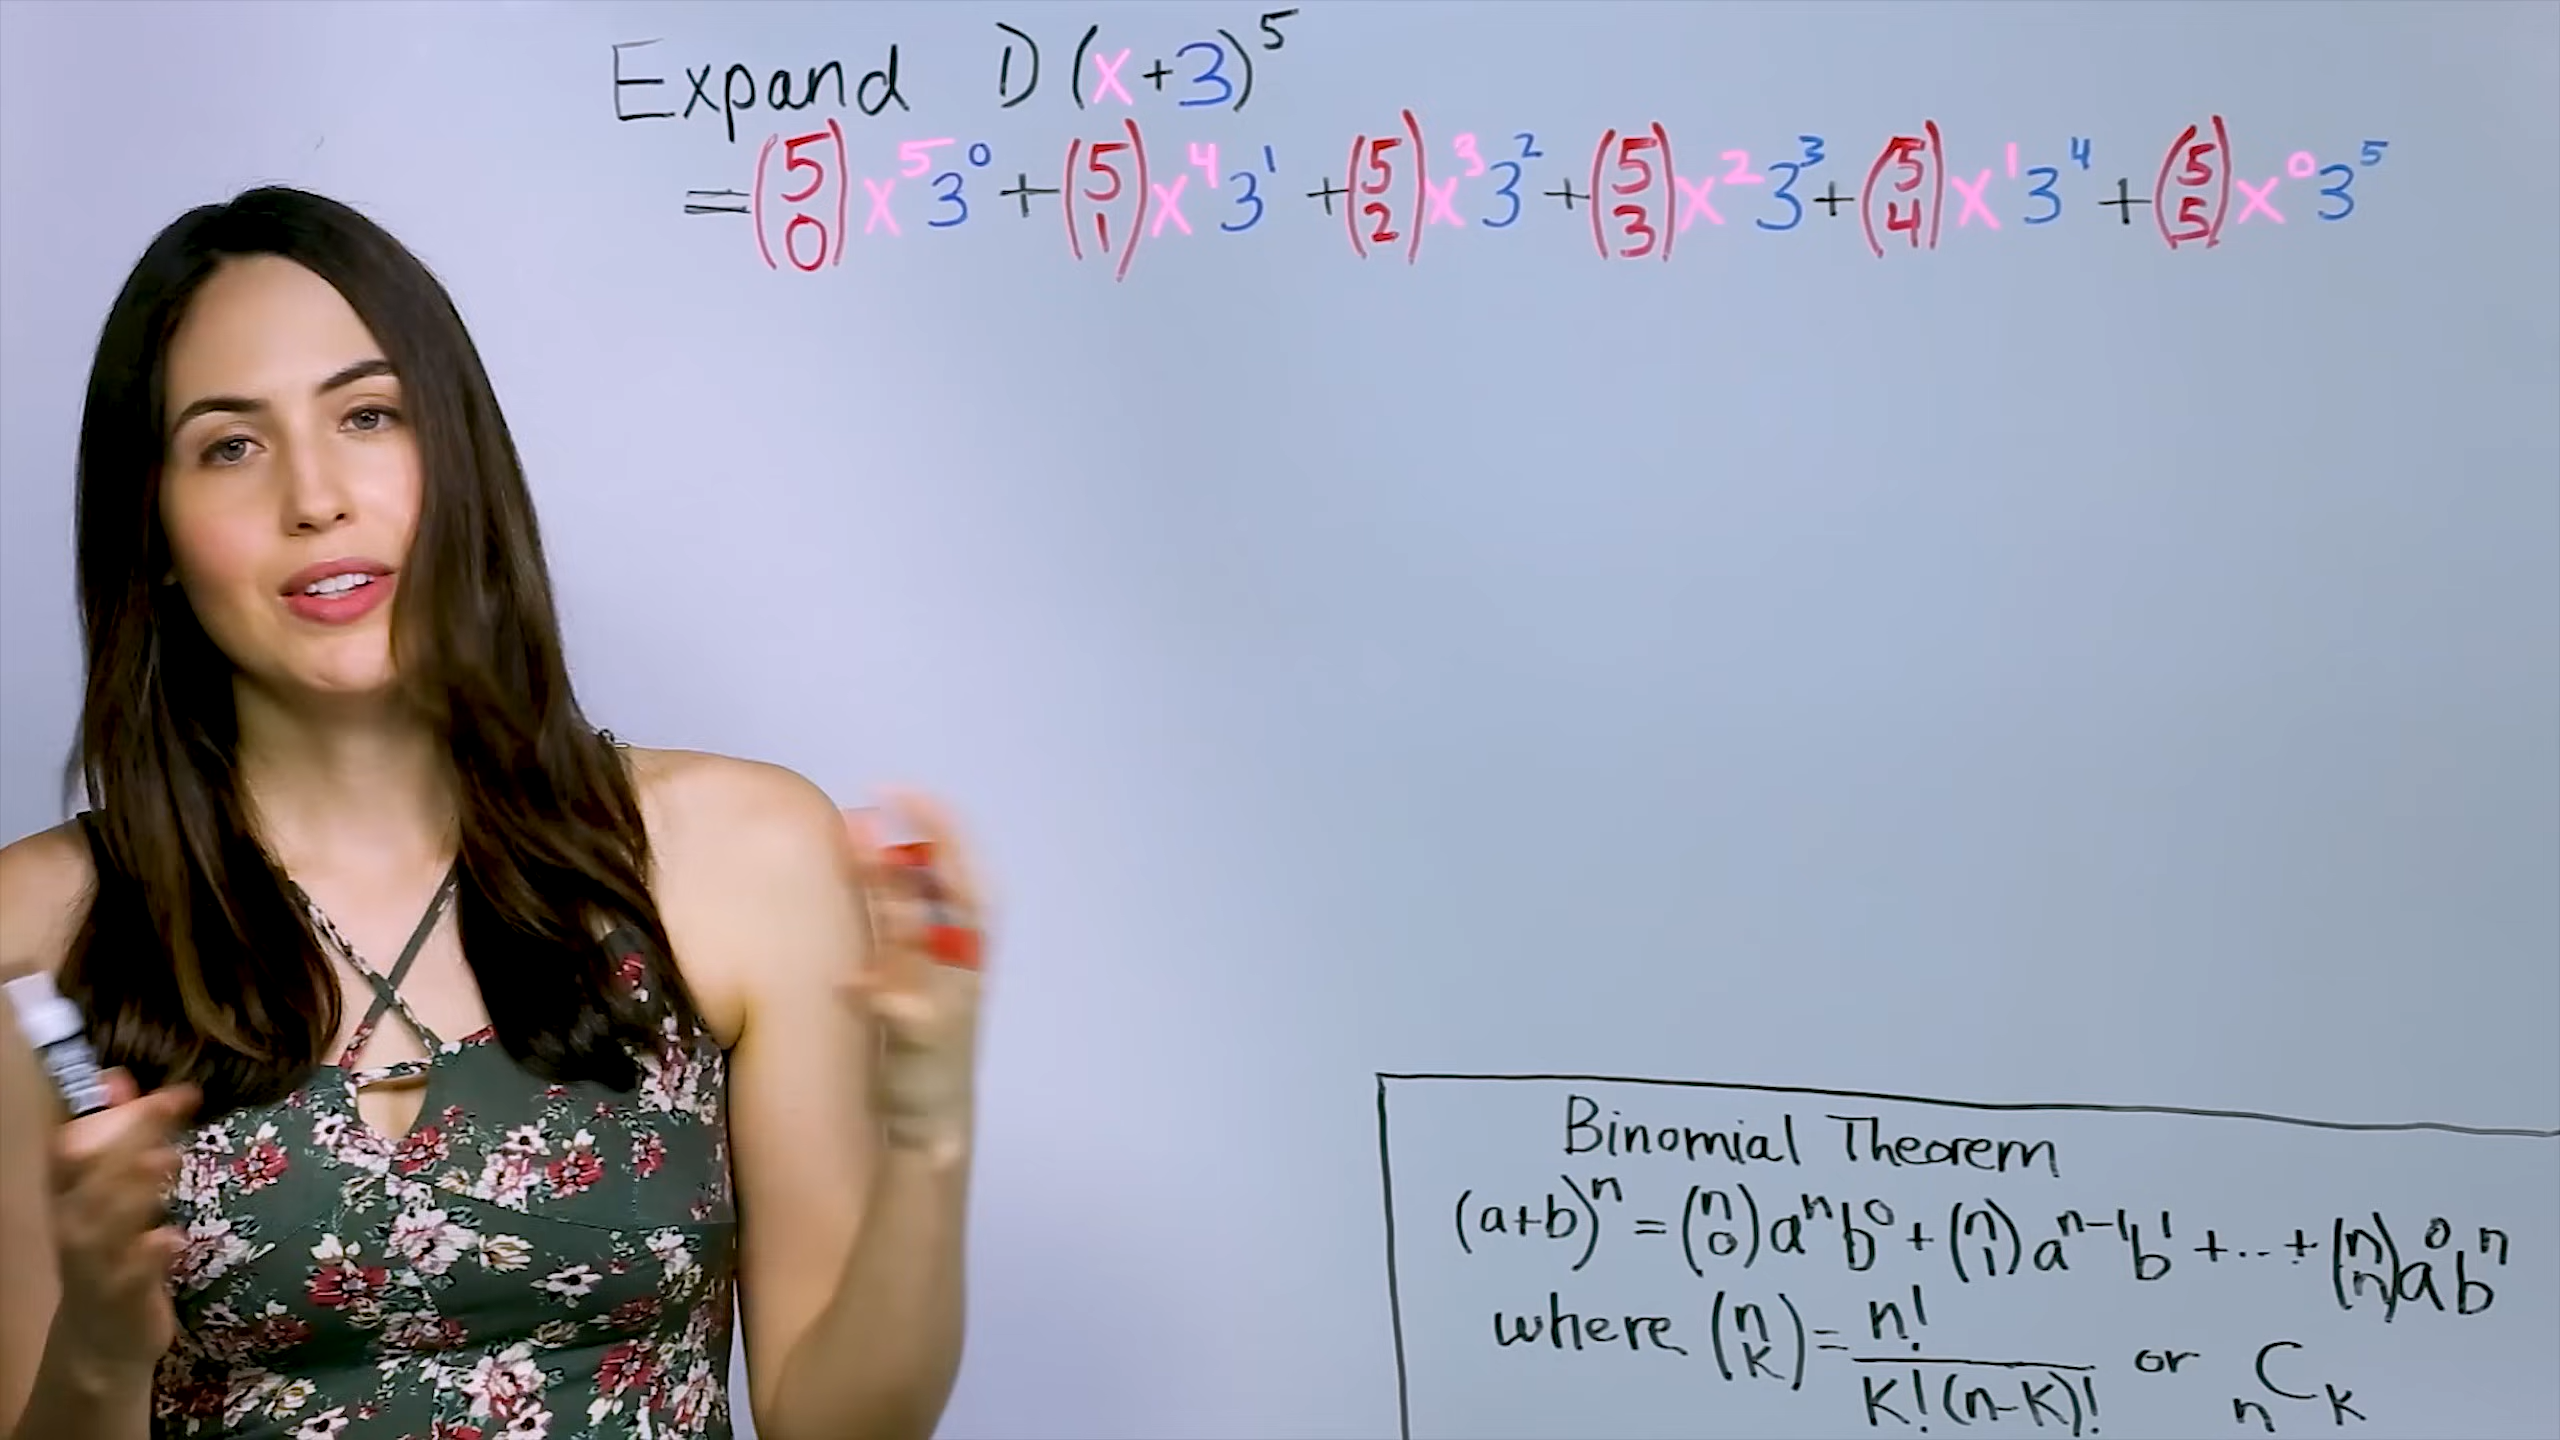 Expand 1) (x+3)^5
= (5 0) x^5 3^0 + (5 1) x^4 3^1 + (5 2) x^3 3^2 + (5 3) x^2 3^3 + (5 4) x^1 3^4 + (5 5) x^0 3^5
Binomial Theorem
(a+b)^n = (n 0) a^n b^0 + (n 1) a^n-1 b^1 + ... + (n n) a^0 b^n
where (n k) = n! / k!(n-k)! or nCk